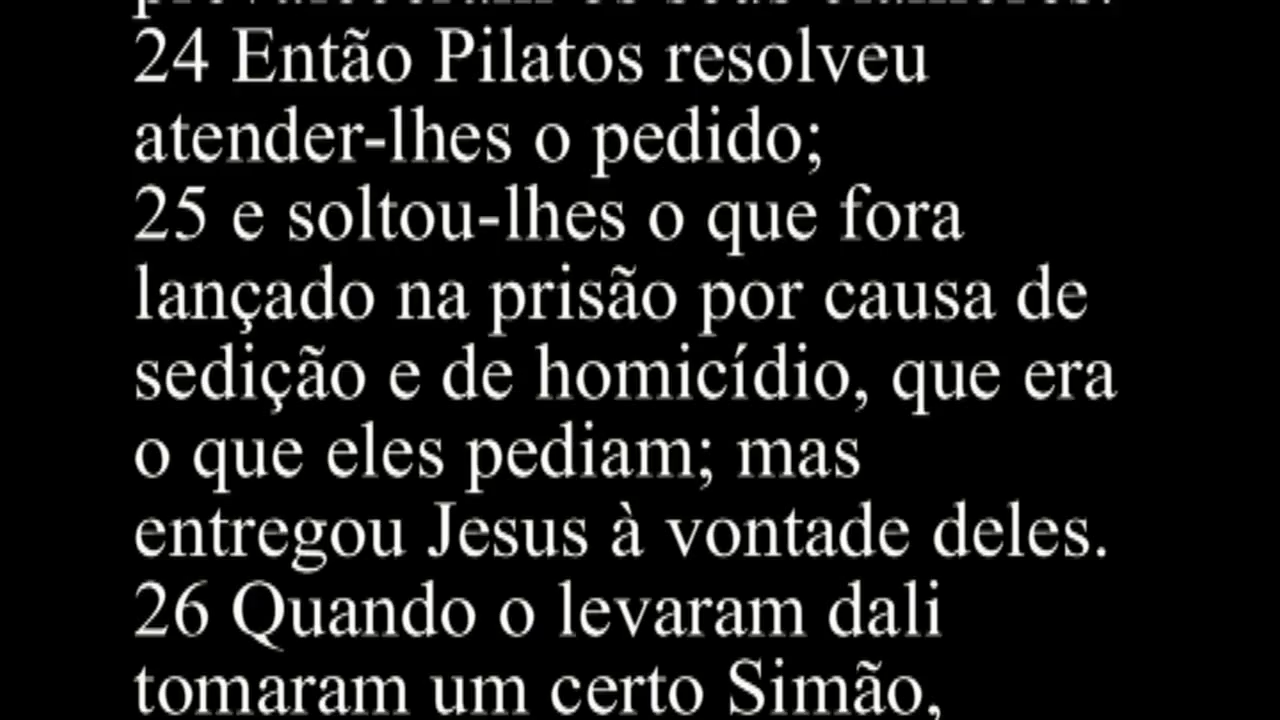 24 Então Pilatos resolveu
atender-lhes o pedido;
25 e soltou-lhes o que fora
lançado na prisão por causa de
sedição e de homicídio, que era
o que eles pediam; mas
entregou Jesus à vontade deles.
26 Quando o levaram dali
tomaram um certo Simão,